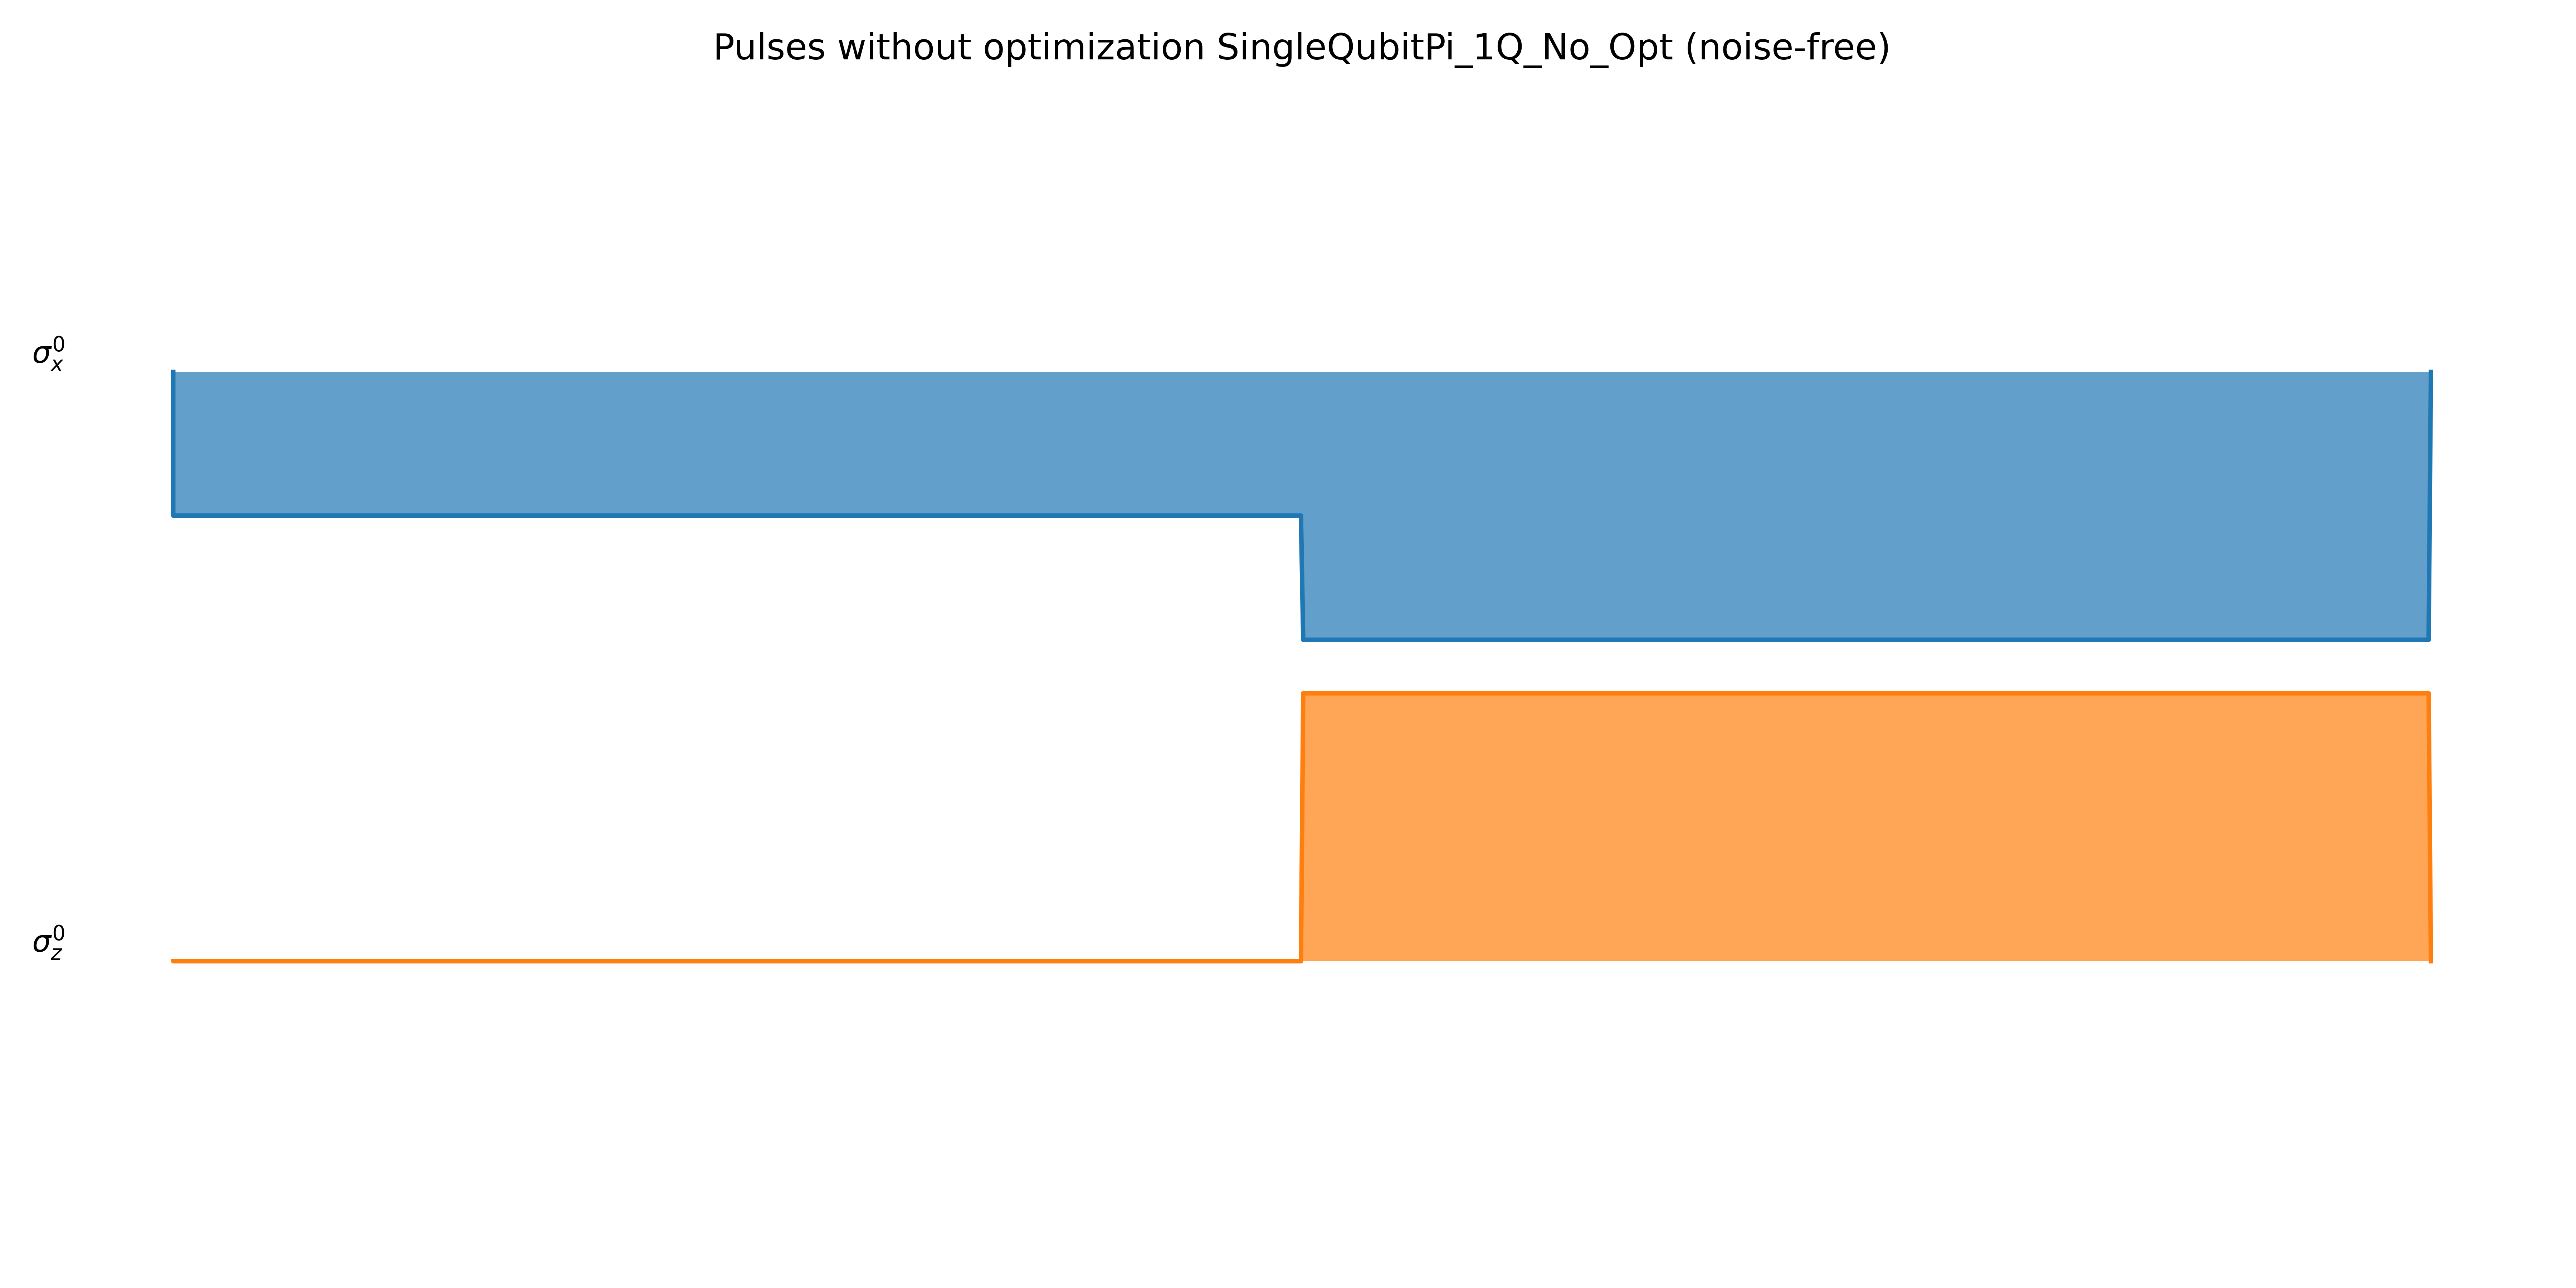 Pulses without optimization SingleQubitPi_1Q_No_Opt (noise-free)
σ_x^0
σ_z^0